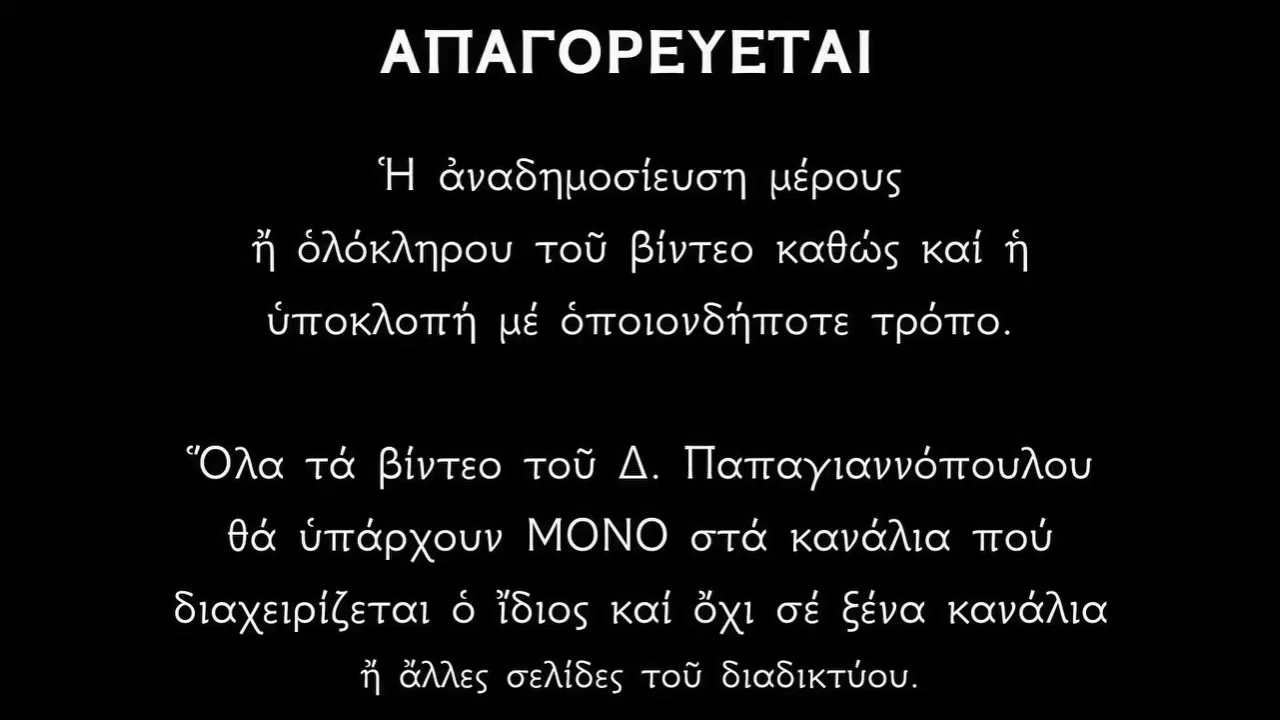 ΑΠΑΓΟΡΕΥΕΤΑΙ
Ἡ ἀναδημοσίευση μέρους
ἤ ὁλόκληρου τοῦ βίντεο καθώς καί ἡ
ὑποκλοπή μέ ὁποιονδήποτε τρόπο.
Ὅλα τά βίντεο τοῦ Δ. Παπαγιαννόπουλου
θά ὑπάρχουν ΜΟΝΟ στά κανάλια πού
διαχειρίζεται ὁ ἴδιος καί ὄχι σέ ξένα κανάλια
ἤ ἄλλες σελίδες τοῦ διαδικτύου.